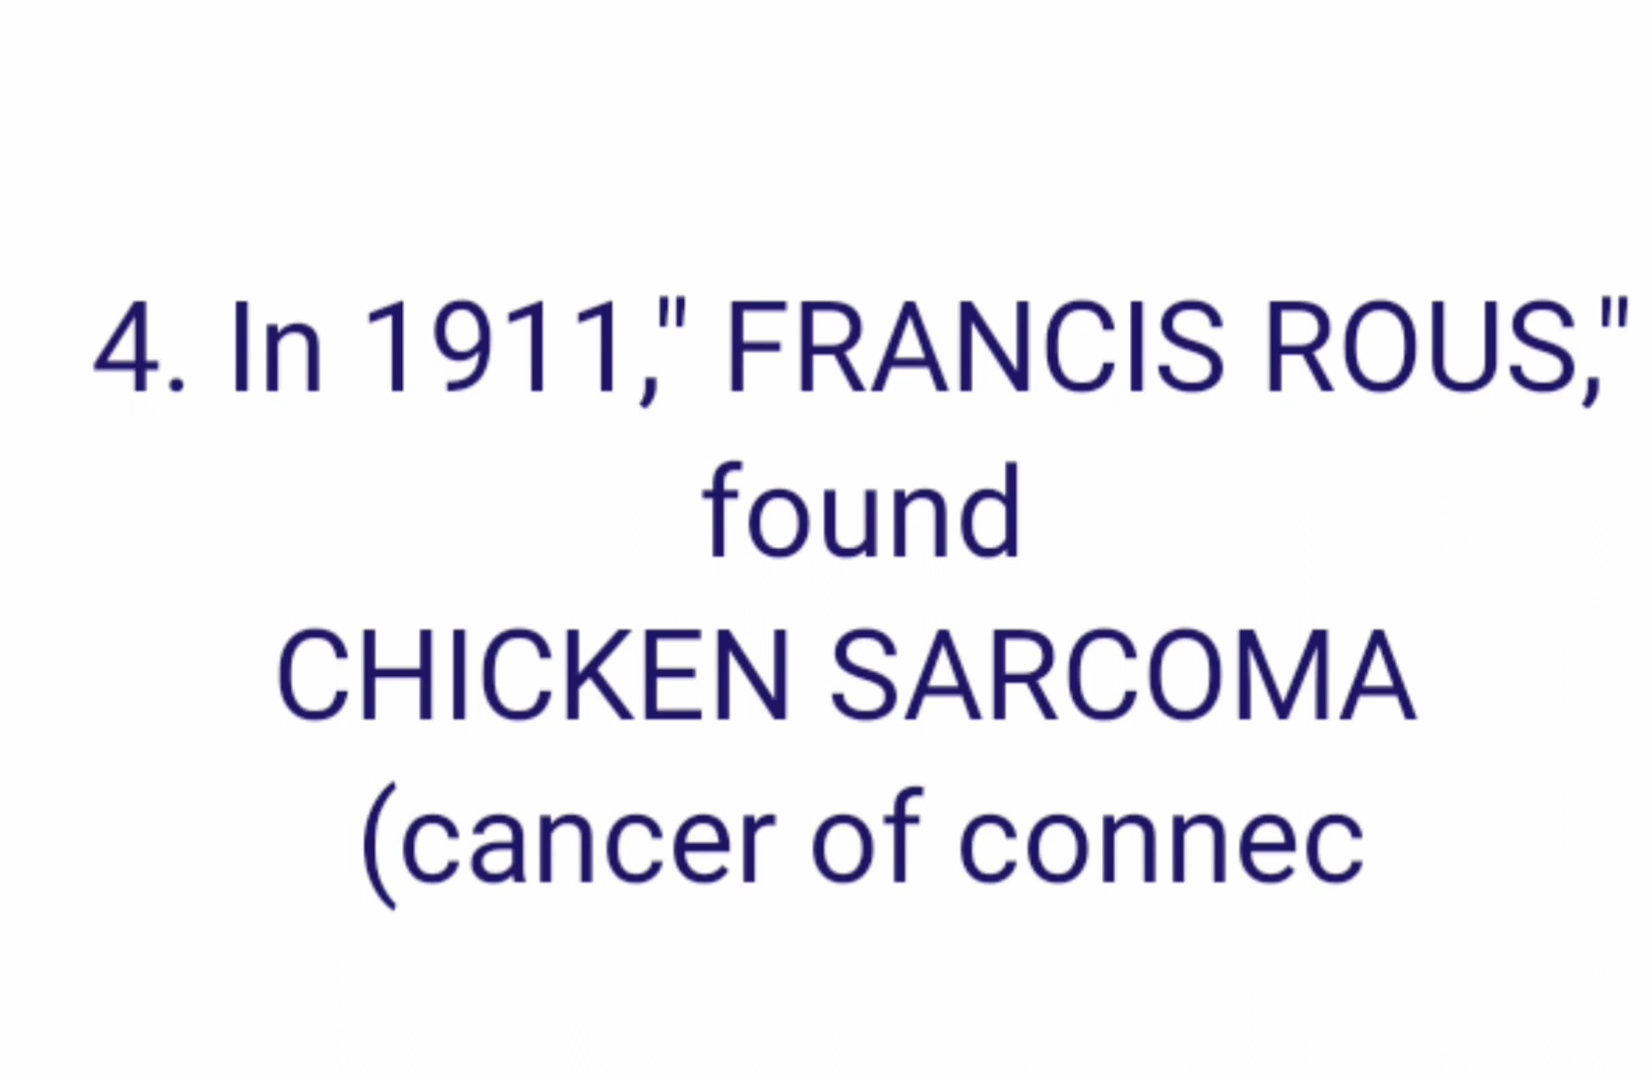 4. In 1911," FRANCIS ROUS,"
found
CHICKEN SARCOMA
(cancer of connec